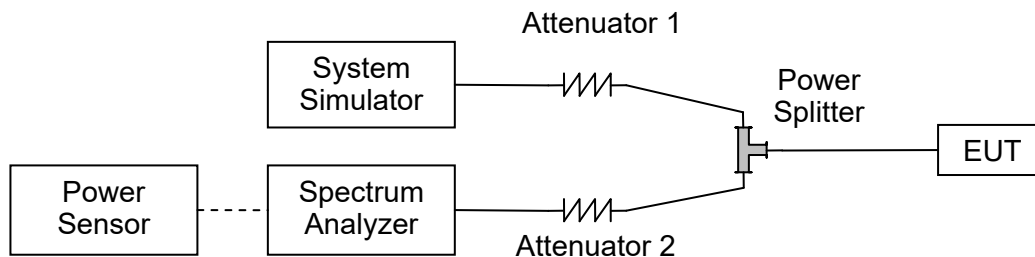 Attenuator 1
System
Simulator
Power
Splitter
EUT
Power
Sensor
Spectrum
Analyzer
Attenuator 2